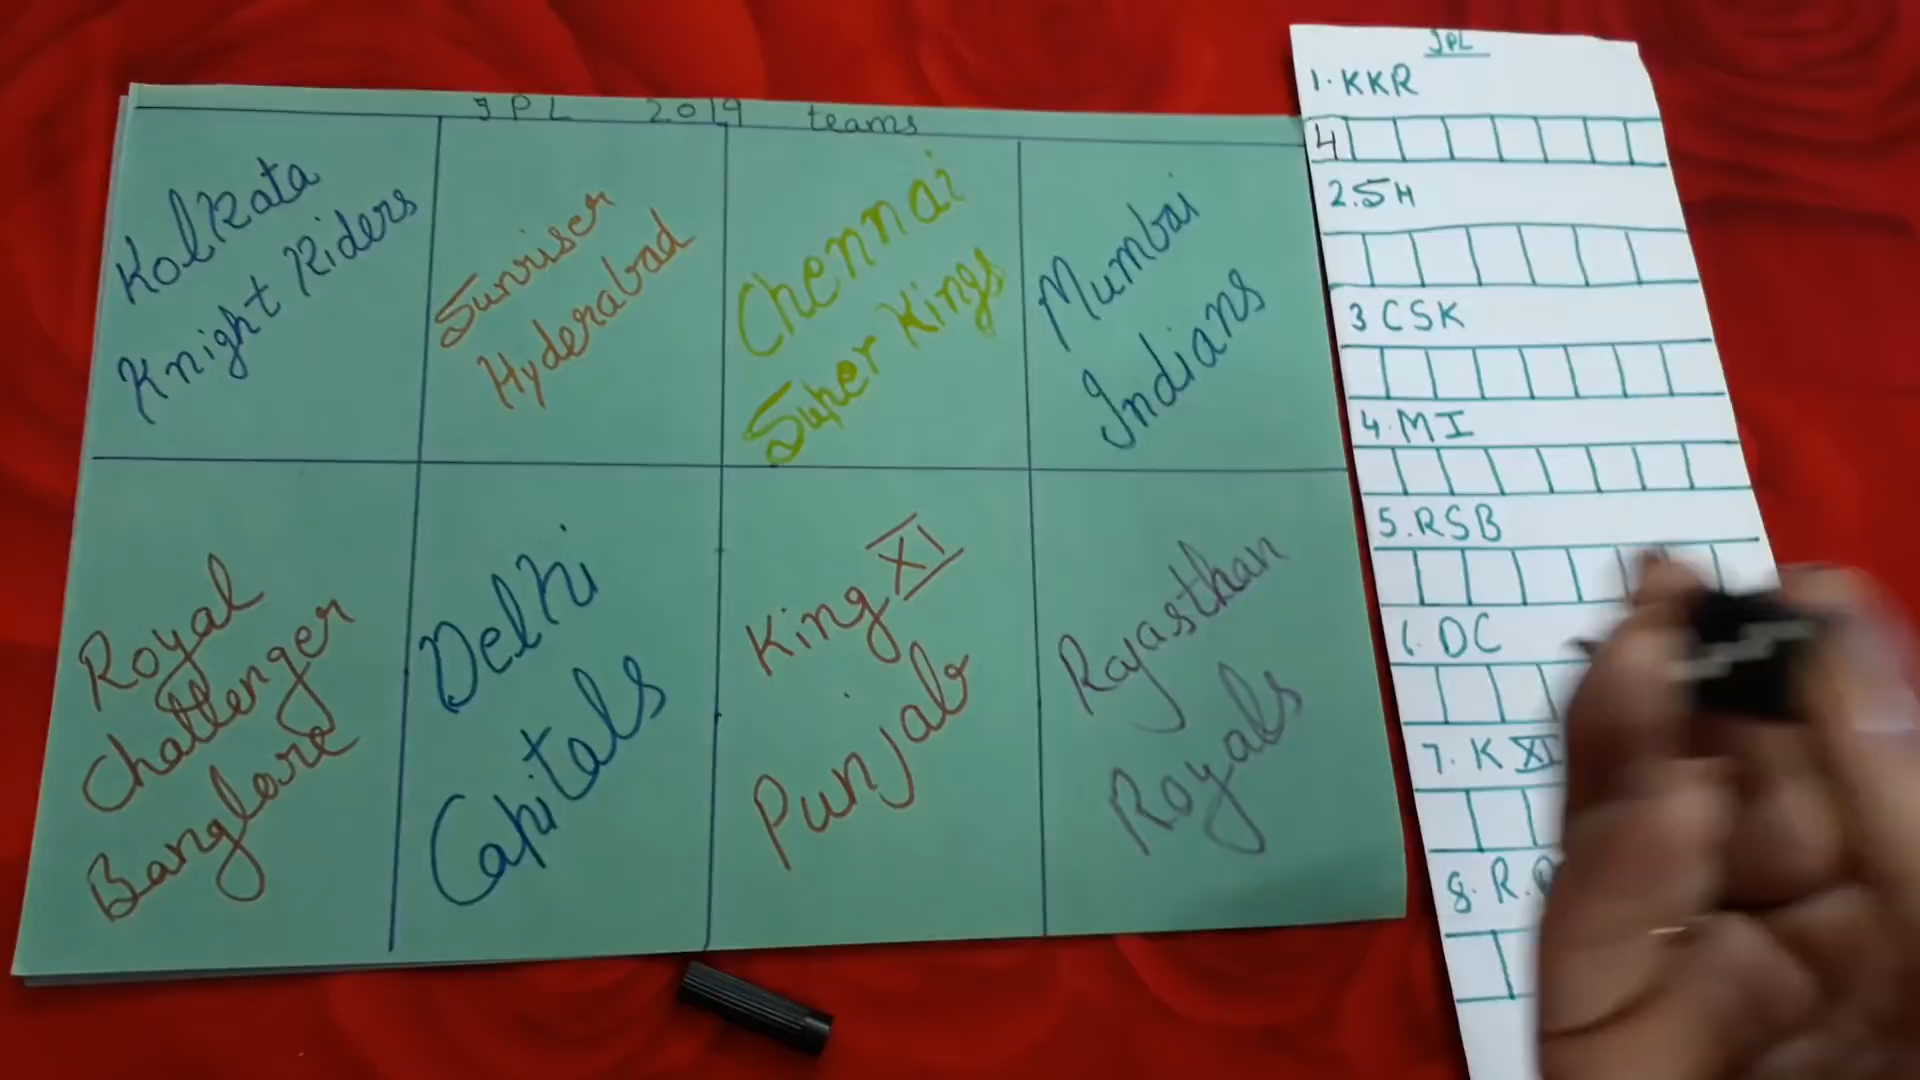 IPL 2019 teams
Kolkata
Knight Riders
Sunriser
Hyderabad
Chennai
Super Kings
Mumbai
Indians
Royal
Challenger
Banglore
Delhi
Capitals
King XI
Punjab
Rajasthan
Royals
IPL
1. KKR
4
2. SH
3 CSK
4. MI
5. RSB
6. DC
7. K XI
8. R.